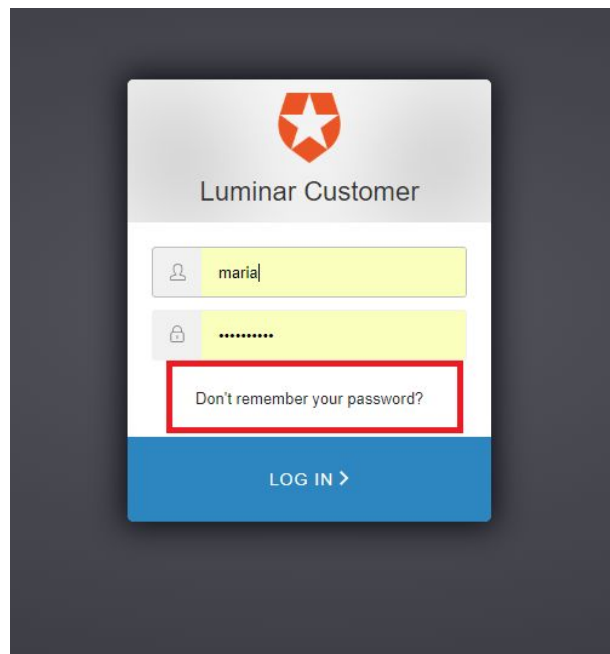 Luminar Customer
maria
••••••••••
Don't remember your password?
LOG IN >